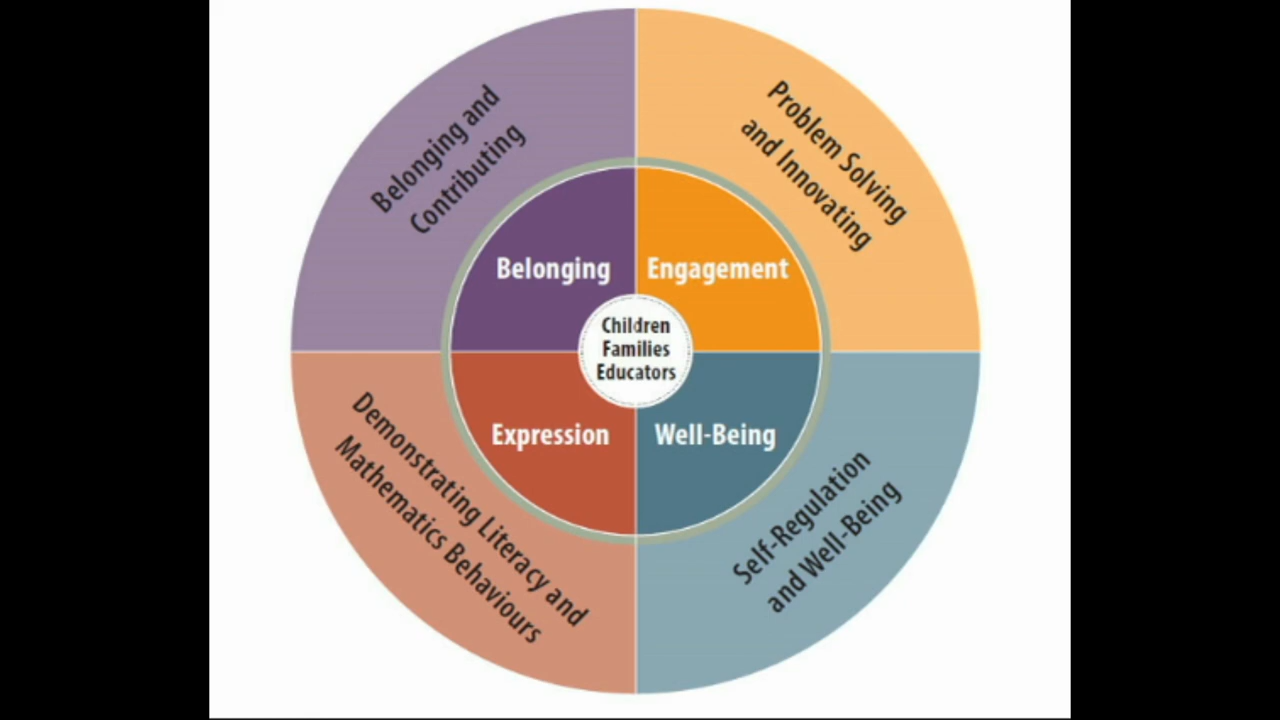 Belonging and
Contributing
Problem Solving
and Innovating
Belonging
Engagement
Children
Families
Educators
Expression
Well-Being
Demonstrating Literacy and
Mathematics Behaviours
Self-Regulation
and Well-Being